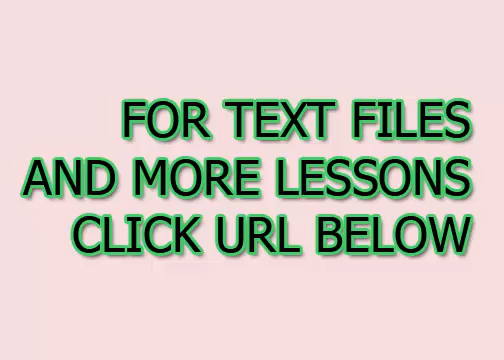 FOR TEXT FILES
AND MORE LESSONS
CLICK URL BELOW